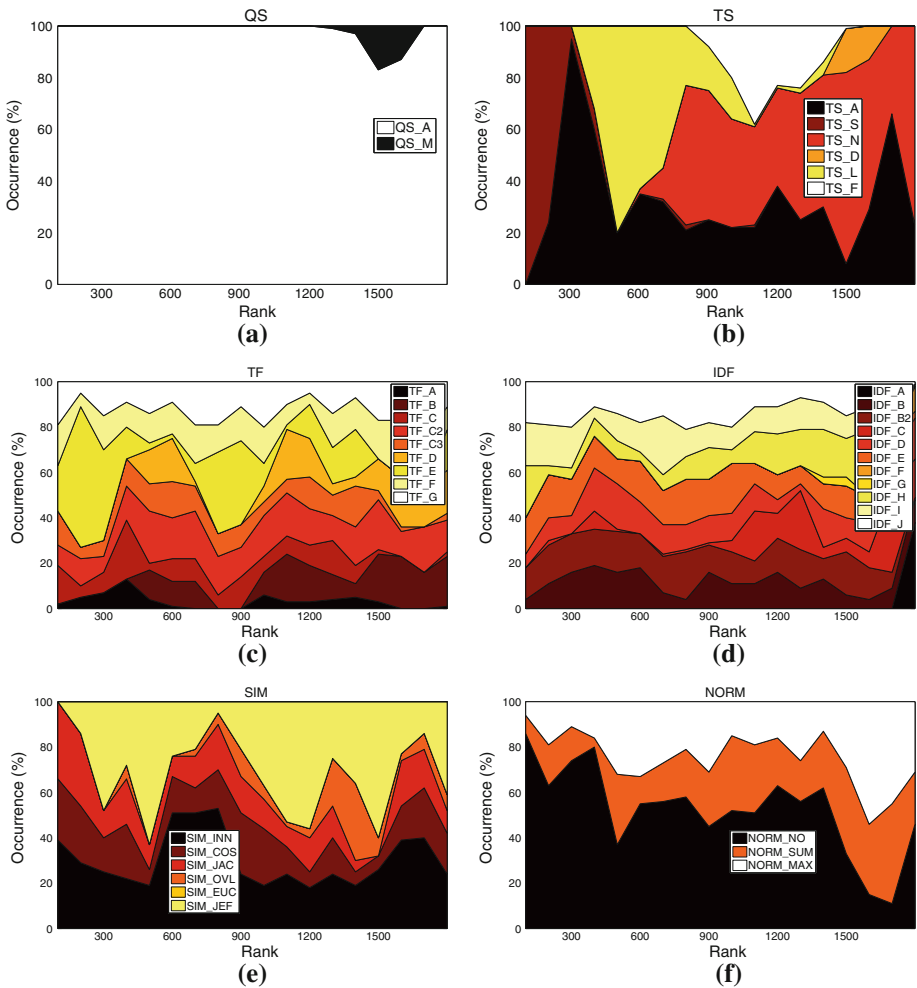 QS
Occurrence (%)
100
80
60
40
20
0
QS_A
QS_M
300 600 900 1200 1500
Rank
(a)
TS
Occurrence (%)
100
80
60
40
20
0
TS_A
TS_S
TS_N
TS_D
TS_L
TS_F
300 600 900 1200 1500
Rank
(b)
TF
Occurrence (%)
100
80
60
40
20
0
TF_A
TF_B
TF_C
TF_C2
TF_C3
TF_D
TF_E
TF_F
TF_G
300 600 900 1200 1500
Rank
(c)
IDF
Occurrence (%)
100
80
60
40
20
0
IDF_A
IDF_B
IDF_B2
IDF_C
IDF_D
IDF_E
IDF_F
IDF_G
IDF_H
IDF_I
IDF_J
300 600 900 1200 1500
Rank
(d)
SIM
Occurrence (%)
100
80
60
40
20
0
SIM_INN
SIM_COS
SIM_JAC
SIM_OVL
SIM_EUC
SIM_JEF
300 600 900 1200 1500
Rank
(e)
NORM
Occurrence (%)
100
80
60
40
20
0
NORM_NO
NORM_SUM
NORM_MAX
300 600 900 1200 1500
Rank
(f)